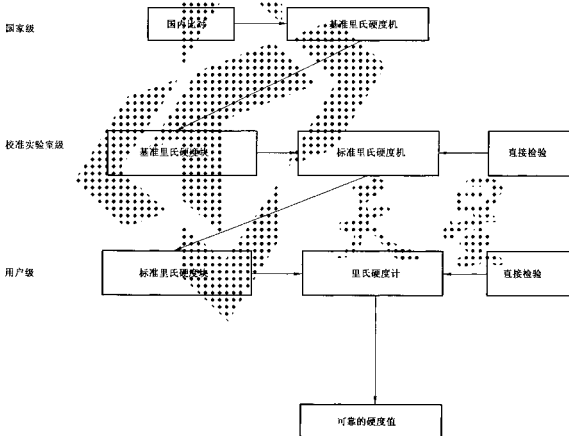 国家级
国内比对
基准里氏硬度机
校准实验室级
基准里氏硬度块
标准里氏硬度机
直接检验
用户级
标准里氏硬度块
里氏硬度计
直接检验
可靠的硬度值